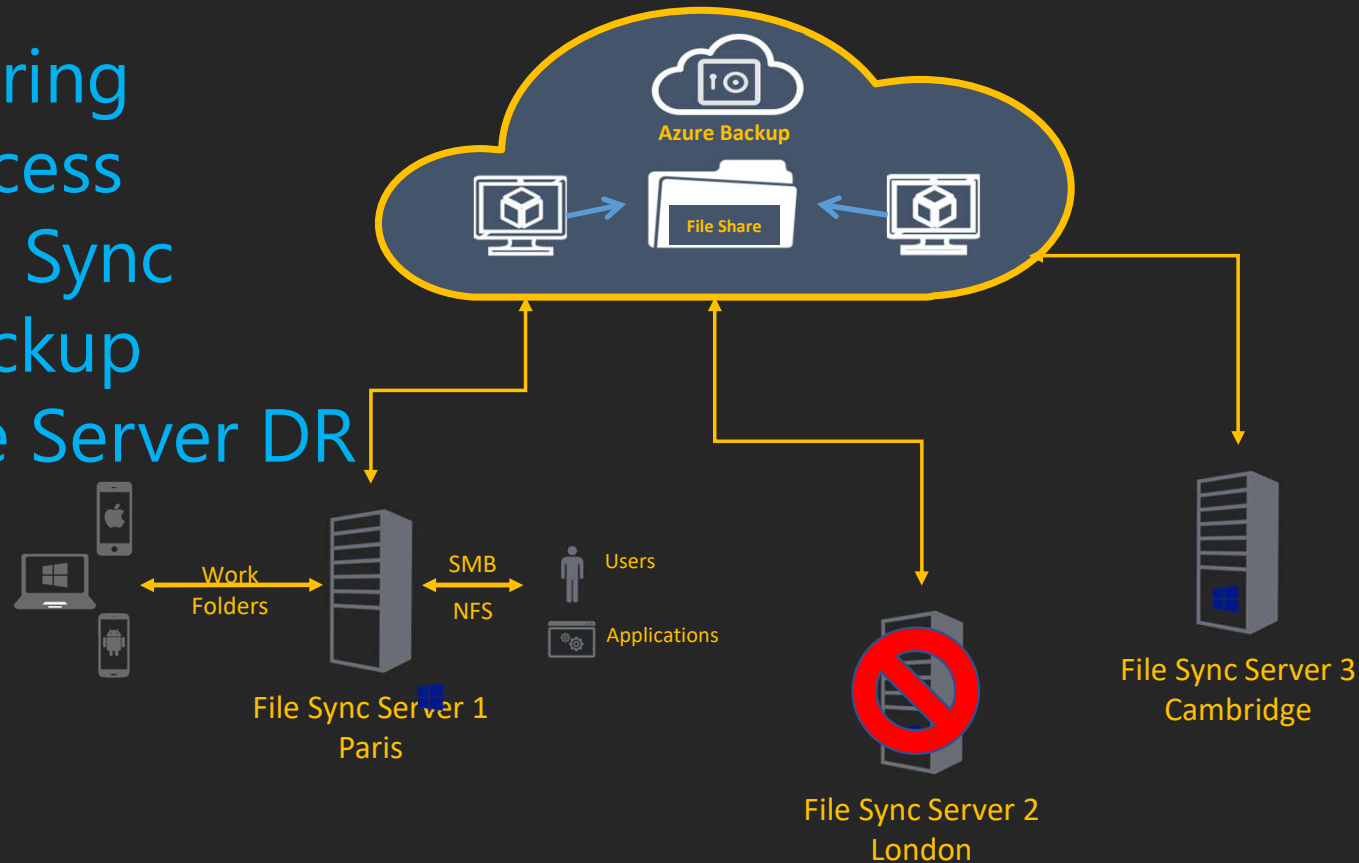 ring
cess
Sync
ckup
e Server DR
Azure Backup
File Share
Work
Folders
SMB
NFS
Users
Applications
File Sync Server 1
Paris
File Sync Server 2
London
File Sync Server 3
Cambridge